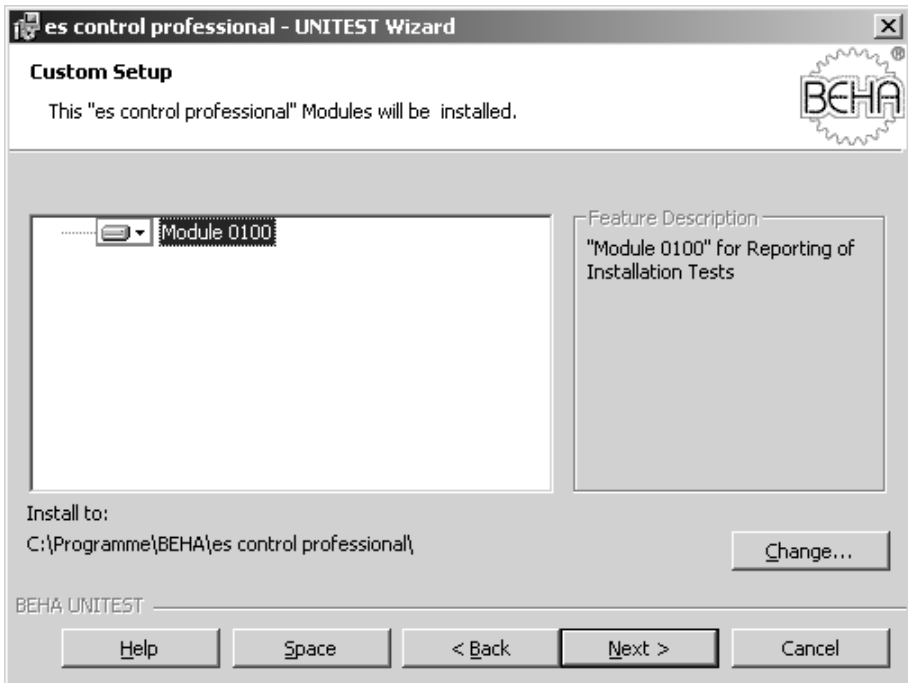 es control professional - UNITEST Wizard
Custom Setup
This "es control professional" Modules will be  installed.
BEHA®
Module 0100
Feature Description
"Module 0100" for Reporting of
Installation Tests
Install to:
C:\Programme\BEHA\es control professional\
Change...
BEHA UNITEST
Help
Space
< Back
Next >
Cancel